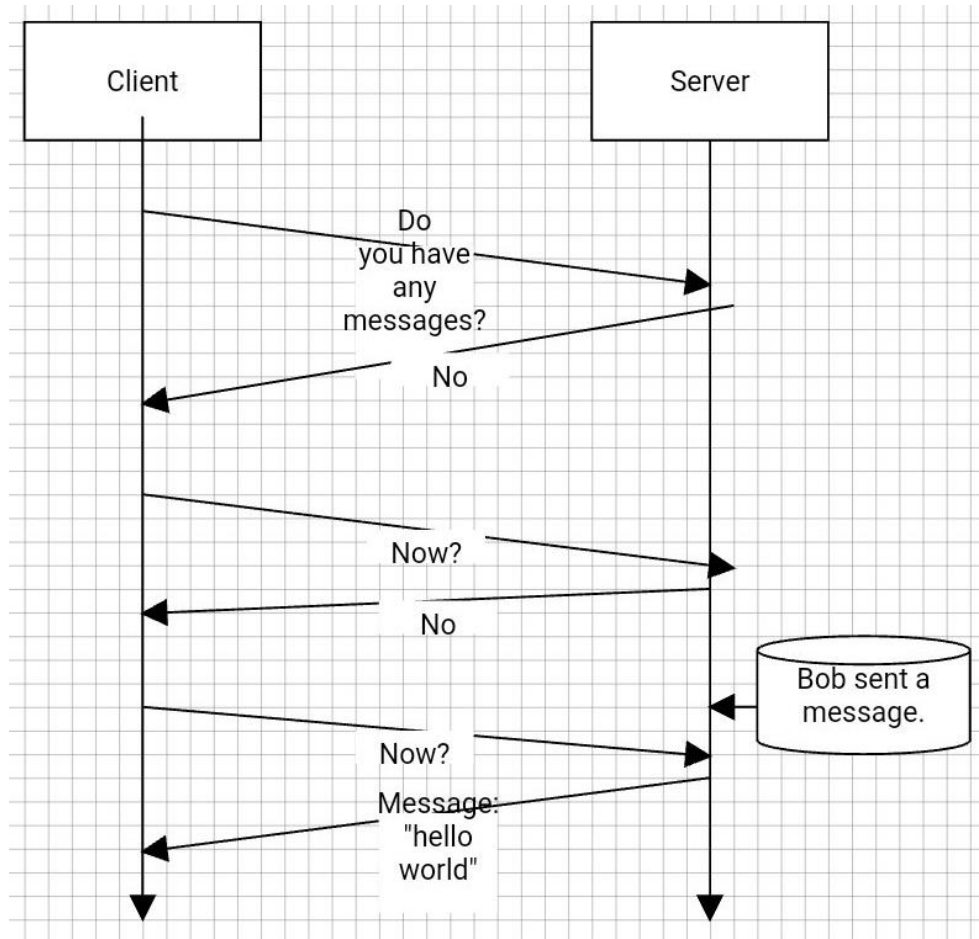 Client
Server
Do
you have
any
messages?
No
Now?
No
Bob sent a
message.
Now?
Message:
"hello
world"